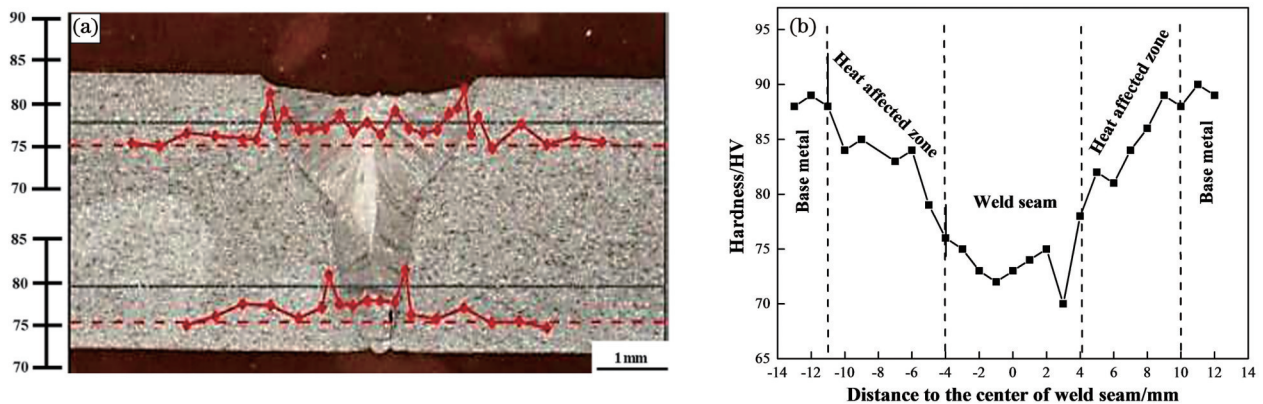 (a)
90
85
80
75
70
85
80
75
70
1mm
(b)
95
90
85
80
75
70
65
Hardness/HV
Base metal
Heat affected zone
Weld seam
Heat affected zone
Base metal
-14 -12 -10 -8 -6 -4 -2 0 2 4 6 8 10 12 14
Distance to the center of weld seam/mm